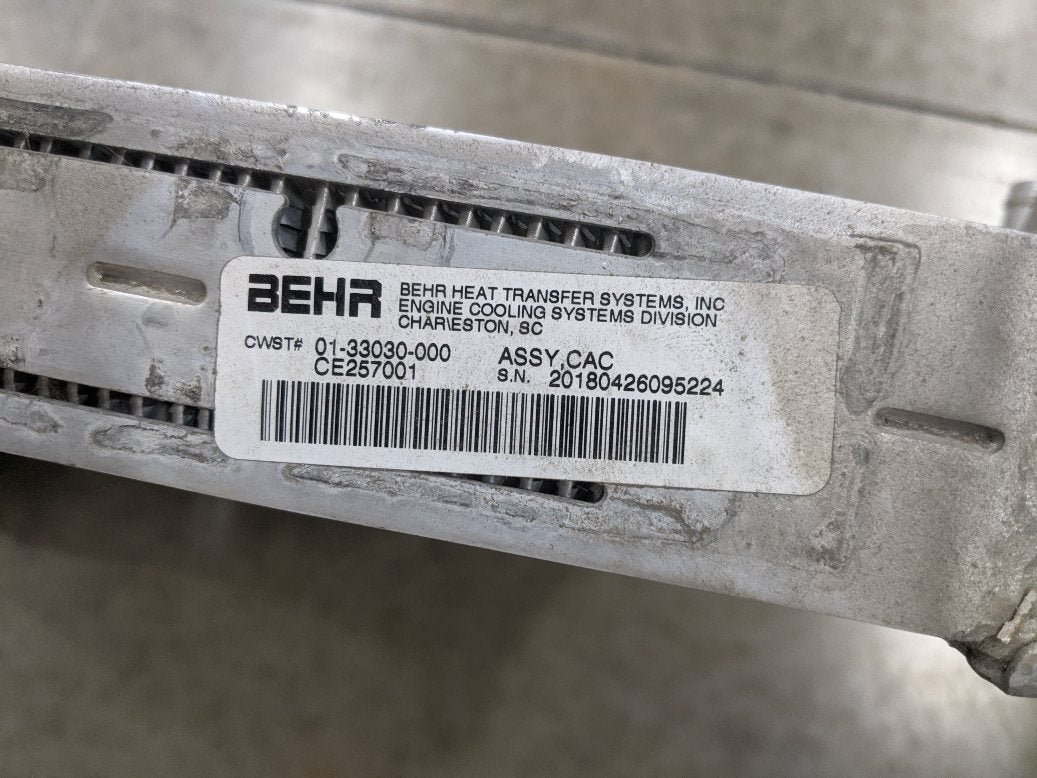 BEHR
BEHR HEAT TRANSFER SYSTEMS, INC
ENGINE COOLING SYSTEMS DIVISION
CHARLESTON, SC
CWST# 01-33030-000 ASSY,CAC
CE257001 S.N. 20180426095224